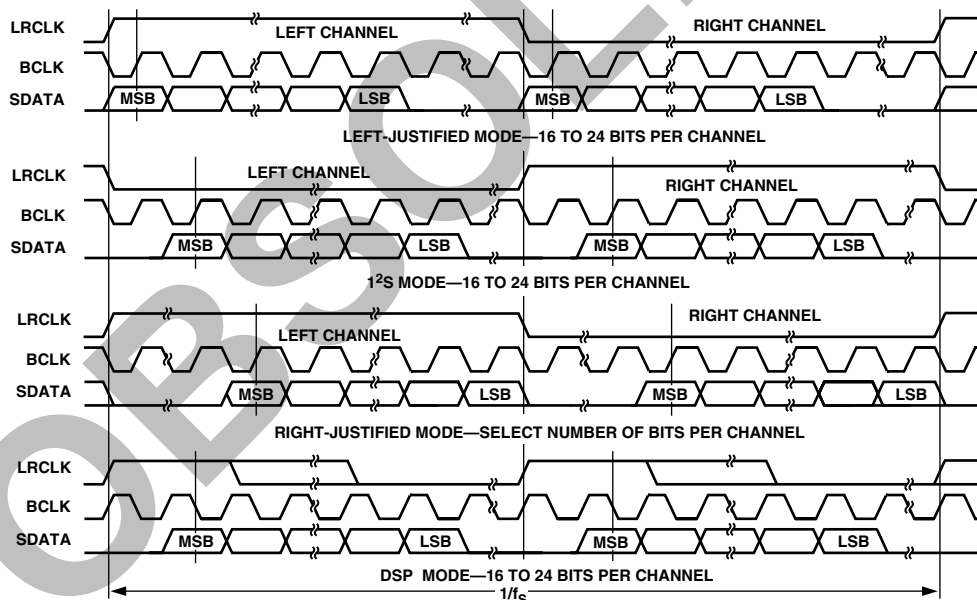 LRCLK
LEFT CHANNEL
RIGHT CHANNEL
BCLK
SDATA
MSB
LSB
MSB
LSB
LEFT-JUSTIFIED MODE—16 TO 24 BITS PER CHANNEL
LRCLK
LEFT CHANNEL
RIGHT CHANNEL
BCLK
SDATA
MSB
LSB
MSB
LSB
1²S MODE—16 TO 24 BITS PER CHANNEL
LRCLK
LEFT CHANNEL
RIGHT CHANNEL
BCLK
SDATA
MSB
LSB
MSB
LSB
RIGHT-JUSTIFIED MODE—SELECT NUMBER OF BITS PER CHANNEL
LRCLK
BCLK
SDATA
MSB
LSB
MSB
LSB
DSP MODE—16 TO 24 BITS PER CHANNEL
1/fS
OBSOL